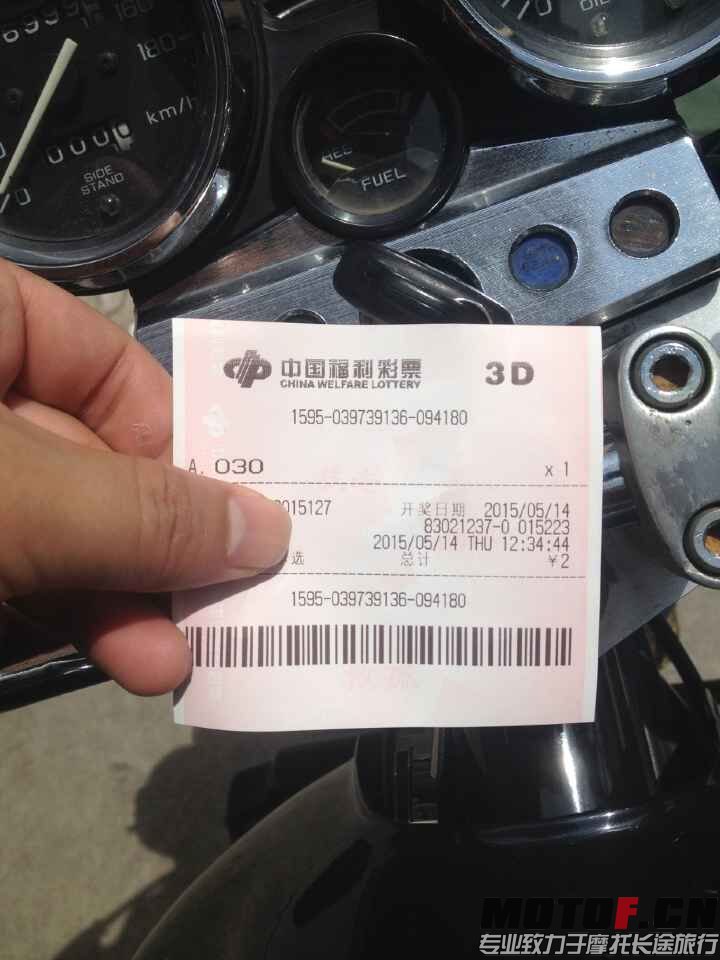 160
180
km/h
SIDE
STAND
FUEL
中国福利彩票 3D
CHINA WELFARE LOTTERY
1595-039739136-094180
A. 030 x 1
015127 开奖日期 2015/05/14
83021237-0 015223
2015/05/14 THU 12:34:44
选 总计 ¥2
1595-039739136-094180
MOTOF.CN
专业致力于摩托长途旅行